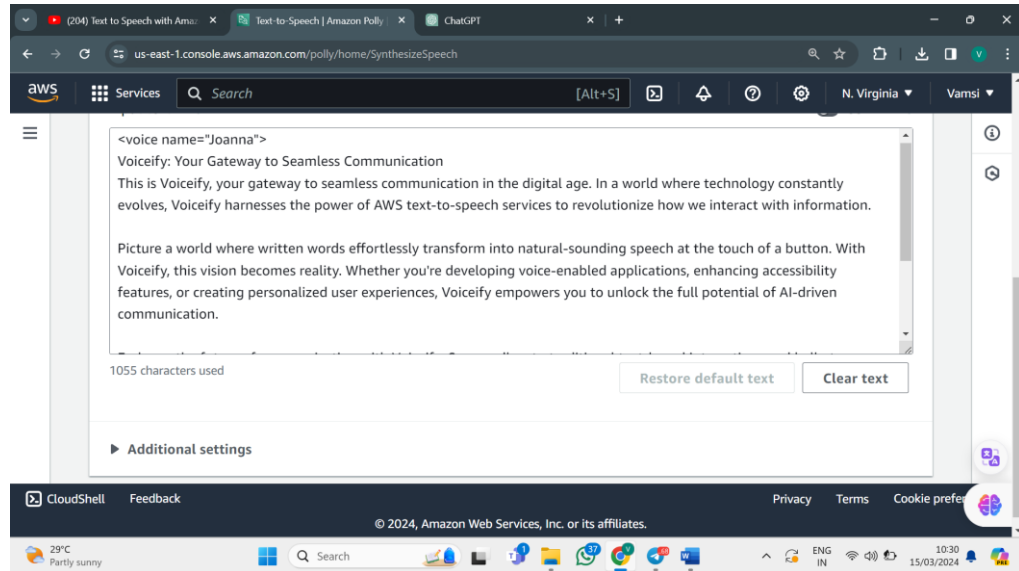 (204) Text to Speech with Amaz
Text-to-Speech | Amazon Polly
ChatGPT
us-east-1.console.aws.amazon.com/polly/home/SynthesizeSpeech
V
aws
Services
Search
[Alt+S]
N. Virginia ▼
Vamsi ▼
<voice name="Joanna">
Voiceify: Your Gateway to Seamless Communication
This is Voiceify, your gateway to seamless communication in the digital age. In a world where technology constantly
evolves, Voiceify harnesses the power of AWS text-to-speech services to revolutionize how we interact with information.
Picture a world where written words effortlessly transform into natural-sounding speech at the touch of a button. With
Voiceify, this vision becomes reality. Whether you're developing voice-enabled applications, enhancing accessibility
features, or creating personalized user experiences, Voiceify empowers you to unlock the full potential of AI-driven
communication.
1055 characters used
Restore default text
Clear text
Additional settings
CloudShell
Feedback
Privacy
Terms
Cookie prefer
© 2024, Amazon Web Services, Inc. or its affiliates.
29°C
Partly sunny
Search
1
37
ENG
IN
10:30
15/03/2024
PRE